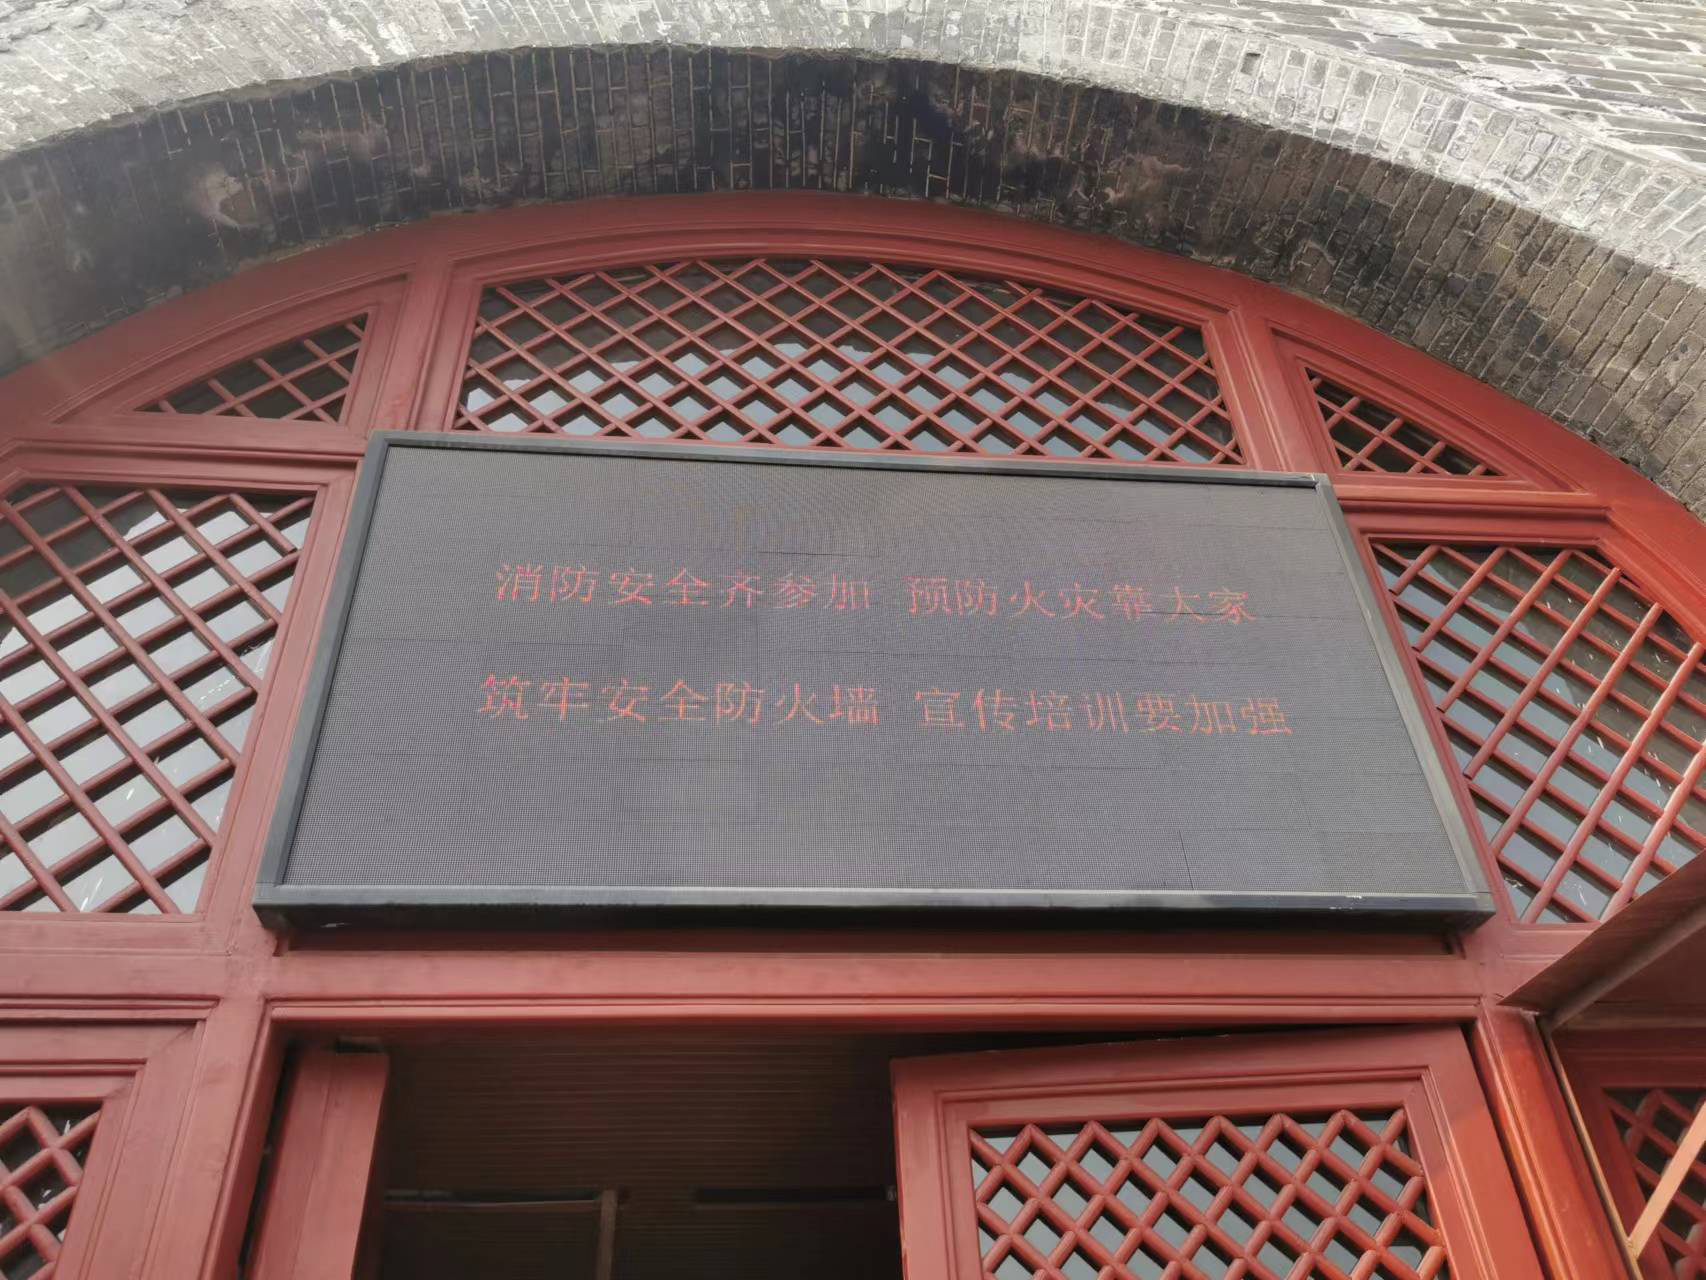 消防安全齐参加 预防火灾靠大家
筑牢安全防火墙 宣传培训要加强